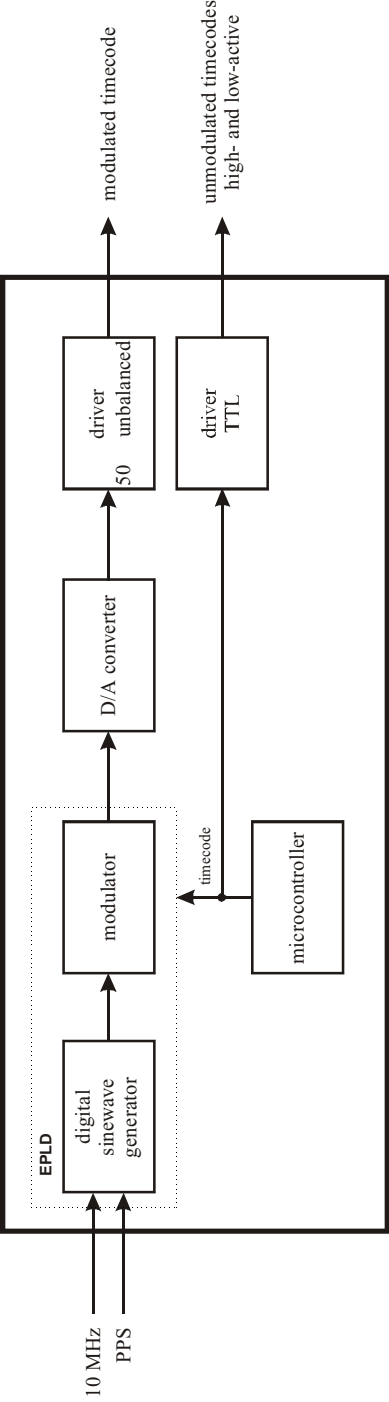 10 MHz
PPS
EPLD
digital
sinewave
generator
modulator
D/A converter
driver
50 unbalanced
modulated timecode
timecode
microcontroller
driver
TTL
unmodulated timecodes
high- and low-active